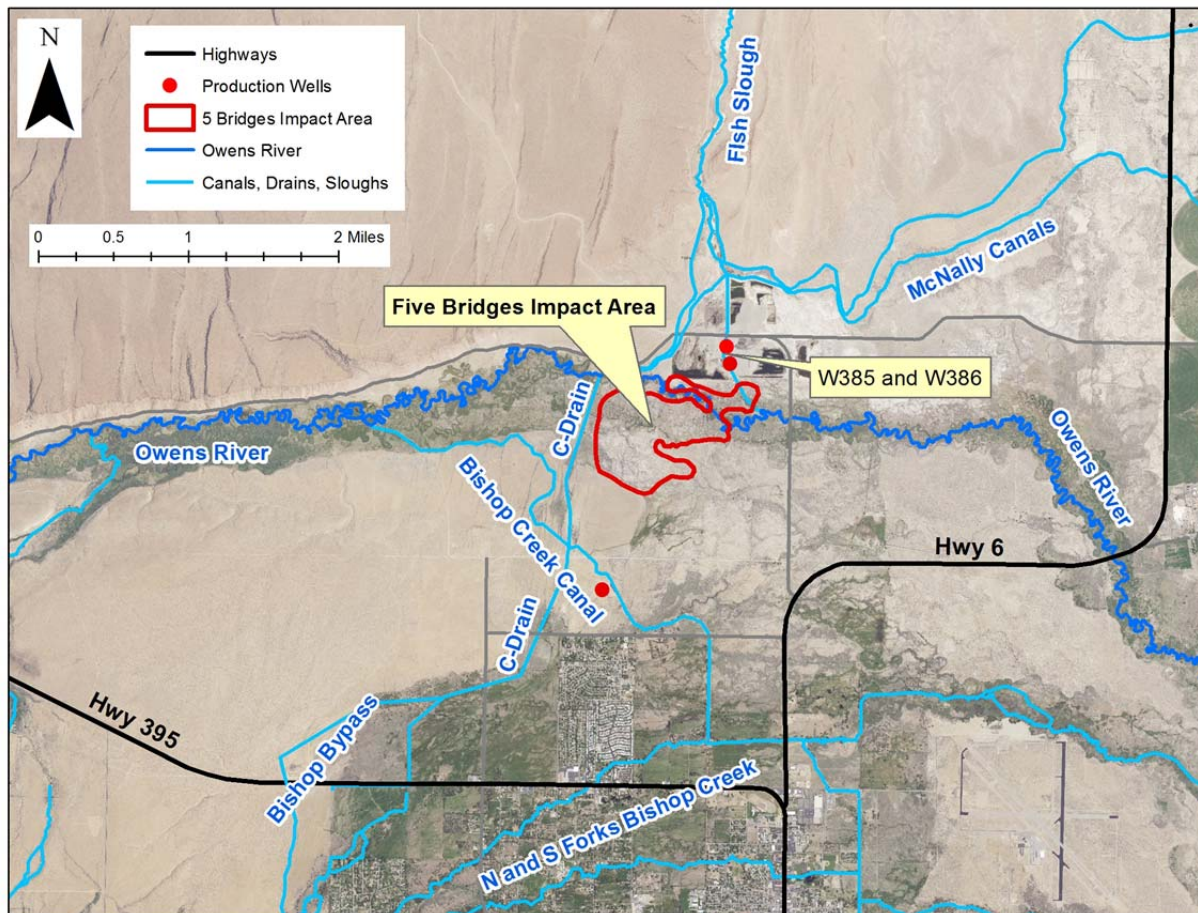 N
Highways
Production Wells
5 Bridges Impact Area
Owens River
Canals, Drains, Sloughs
0 0.5 1 2 Miles
FIsh Slough
McNally Canals
Five Bridges Impact Area
W385 and W386
C-Drain
Owens River
Owens River
Bishop Creek Canal
Hwy 6
C-Drain
Hwy 395
Bishop Bypass
N and S Forks Bishop Creek